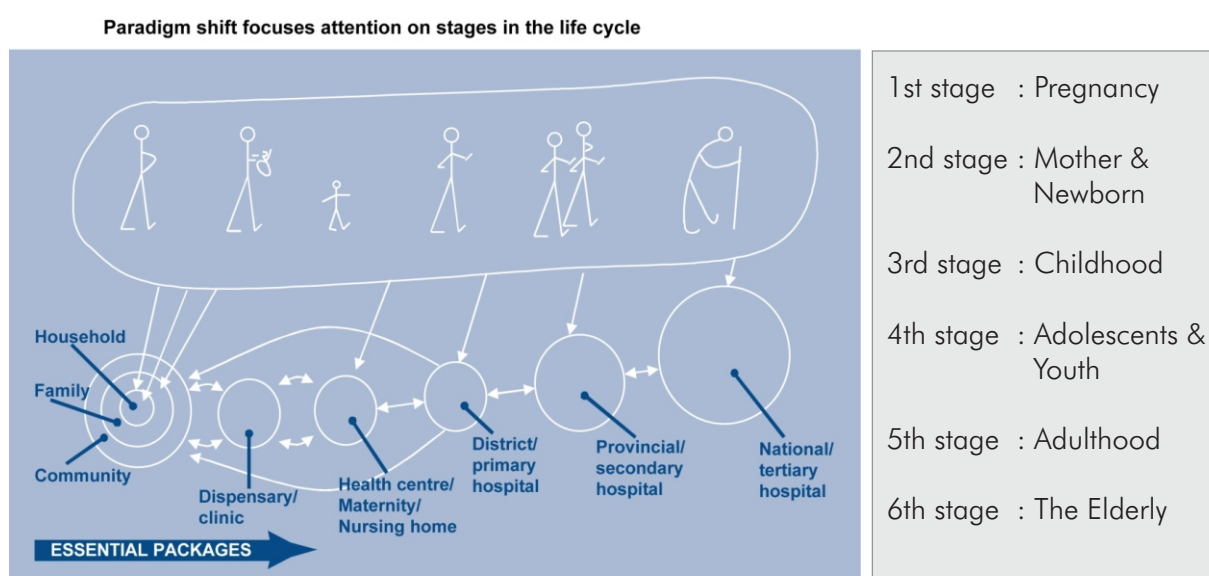 Paradigm shift focuses attention on stages in the life cycle
Household
Family
Community
Dispensary/
clinic
Health centre/
Maternity/
Nursing home
District/
primary
hospital
Provincial/
secondary
hospital
National/
tertiary
hospital
ESSENTIAL PACKAGES
1st stage : Pregnancy
2nd stage : Mother &
Newborn
3rd stage : Childhood
4th stage : Adolescents &
Youth
5th stage : Adulthood
6th stage : The Elderly